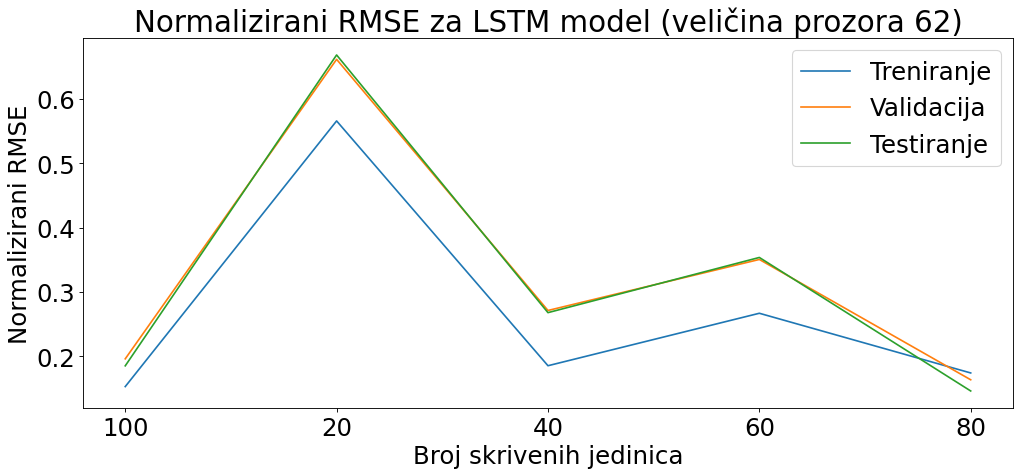 Normalizirani RMSE za LSTM model (veličina prozora 62)
Treniranje
Validacija
Testiranje
Normalizirani RMSE
0.6
0.5
0.4
0.3
0.2
100 20 40 60 80
Broj skrivenih jedinica